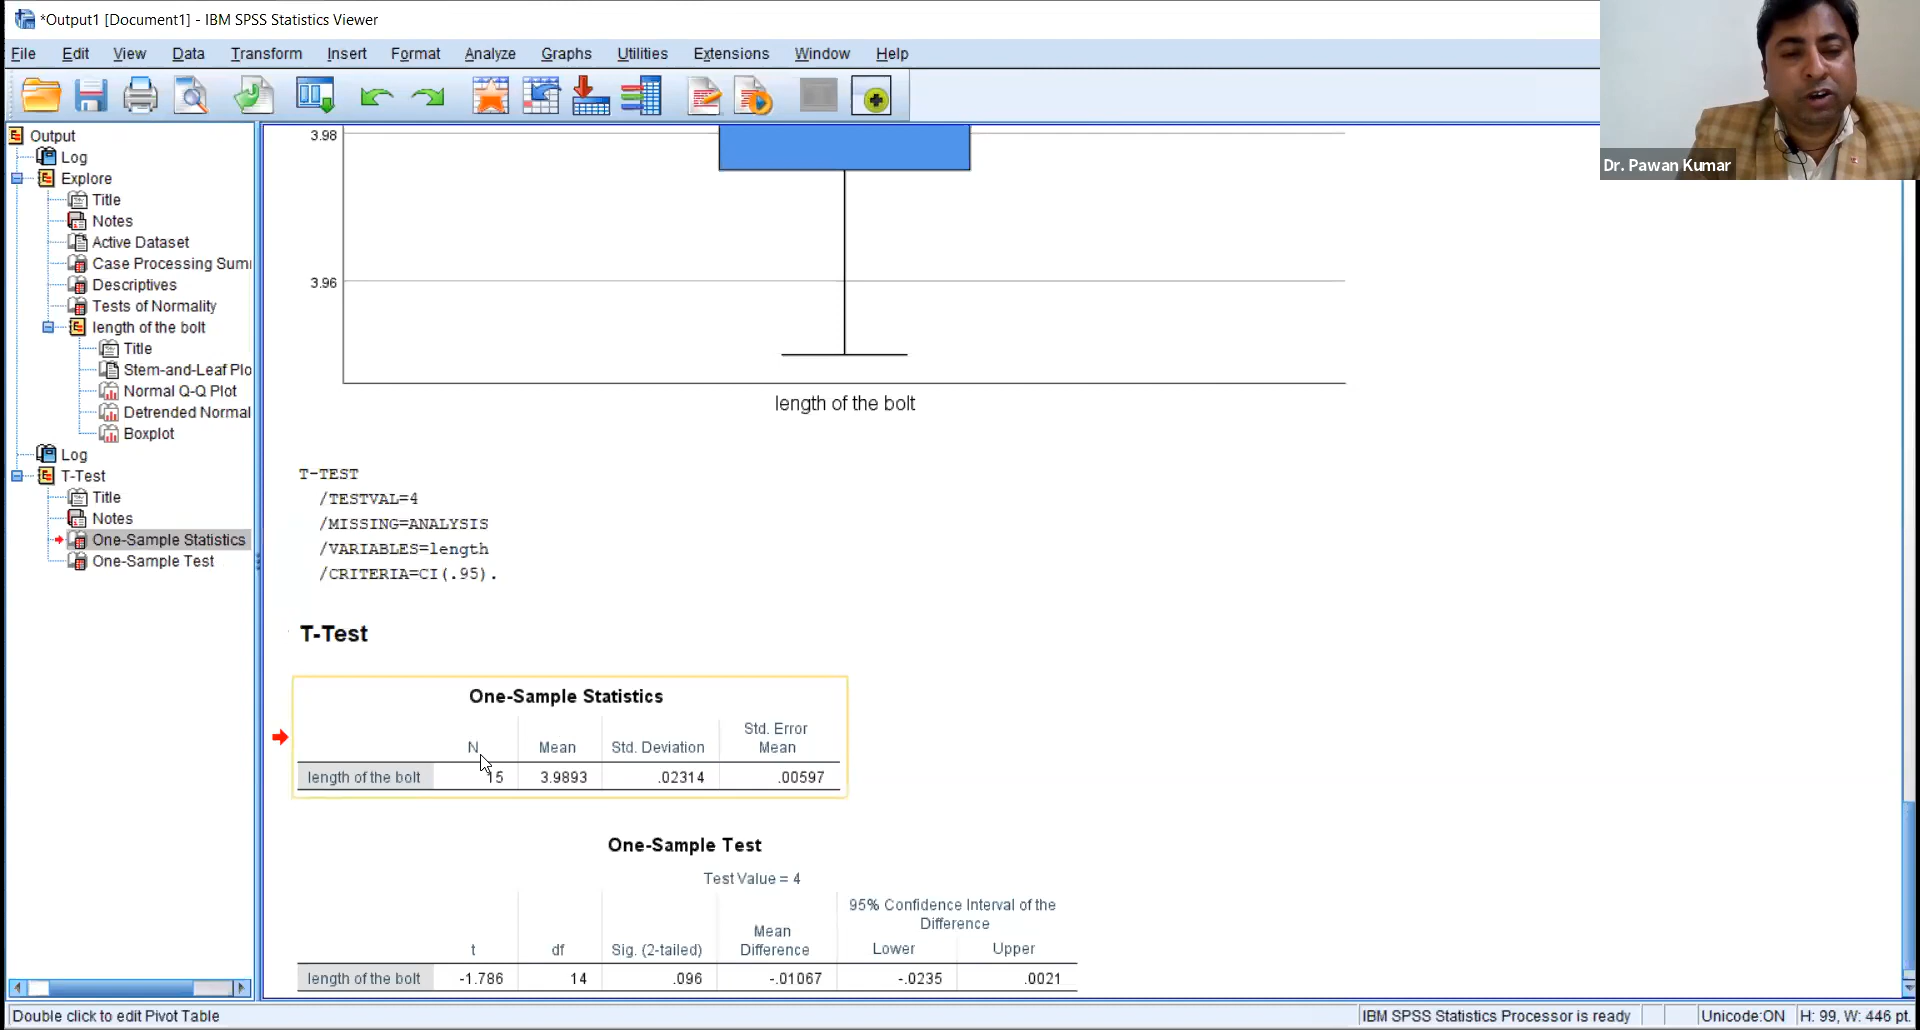 *Output1 [Document1] - IBM SPSS Statistics Viewer
File Edit View Data Transform Insert Format Analyze Graphs Utilities Extensions Window Help
Dr. Pawan Kumar
Output
Log
Explore
Title
Notes
Active Dataset
Case Processing Sum
Descriptives
Tests of Normality
length of the bolt
Title
Stem-and-Leaf Plo
Normal Q-Q Plot
Detrended Normal
Boxplot
Log
T-Test
Title
Notes
One-Sample Statistics
One-Sample Test
3.98
3.96
length of the bolt
T-TEST
/TESTVAL=4
/MISSING=ANALYSIS
/VARIABLES=length
/CRITERIA=CI(.95).
T-Test
One-Sample Statistics
N Mean Std. Deviation Std. Error Mean
length of the bolt 15 3.9893 .02314 .00597
One-Sample Test
Test Value = 4
95% Confidence Interval of the Difference
t df Sig. (2-tailed) Mean Difference Lower Upper
length of the bolt -1.786 14 .096 -.01067 -.0235 .0021
Double click to edit Pivot Table
IBM SPSS Statistics Processor is ready Unicode:ON H: 99, W: 446 pt.